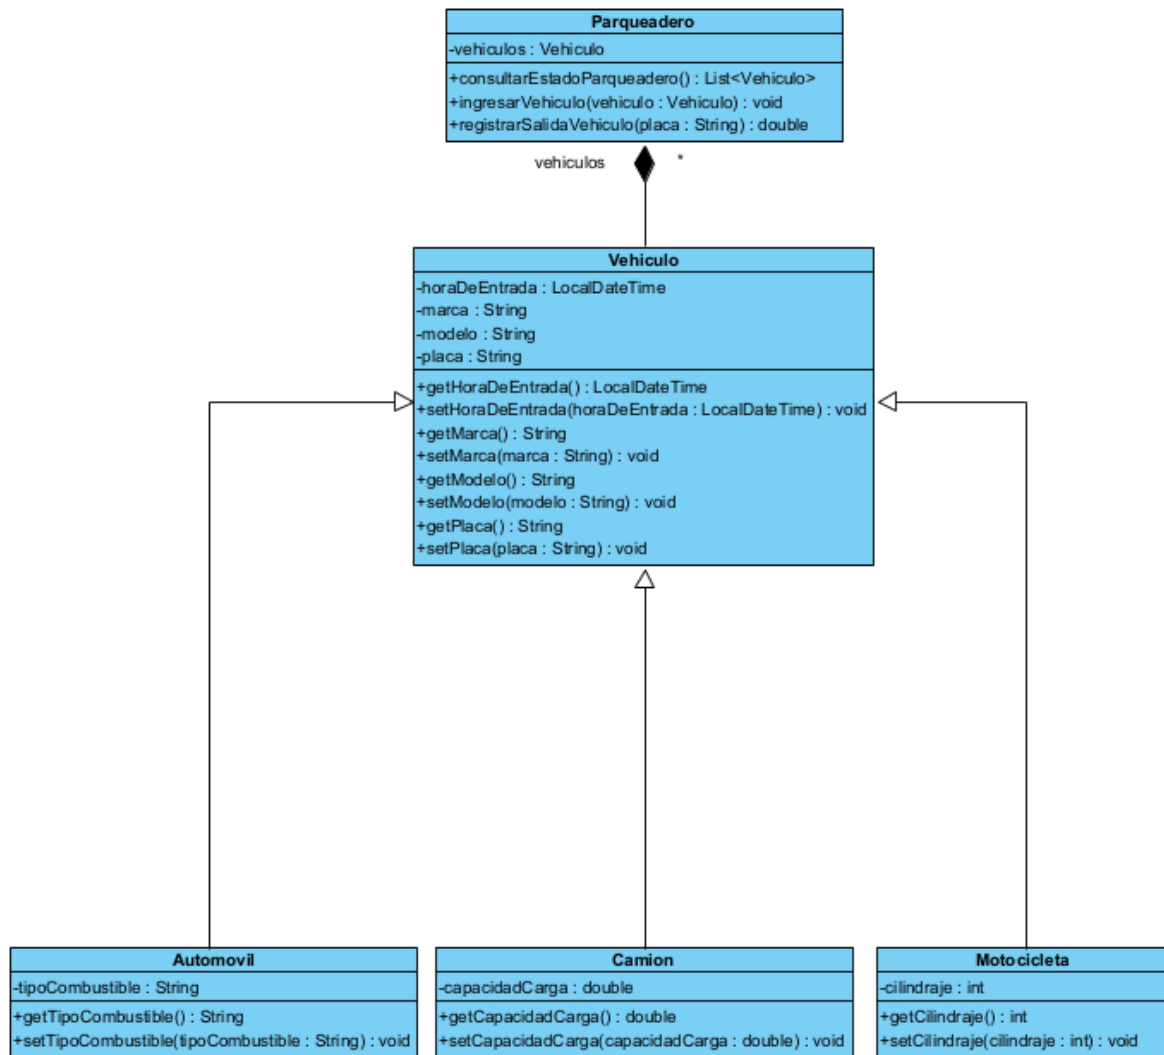 Parqueadero
-vehiculos : Vehiculo
+consultarEstadoParqueadero() : List<Vehiculo>
+ingresarVehiculo(vehiculo : Vehiculo) : void
+registrarSalidaVehiculo(placa : String) : double
vehiculos *
Vehiculo
-horaDeEntrada : LocalDateTime
-marca : String
-modelo : String
-placa : String
+getHoraDeEntrada() : LocalDateTime
+setHoraDeEntrada(horaDeEntrada : LocalDateTime) : void
+getMarca() : String
+setMarca(marca : String) : void
+getModelo() : String
+setModelo(modelo : String) : void
+getPlaca() : String
+setPlaca(placa : String) : void
Automovil
-tipoCombustible : String
+getTipoCombustible() : String
+setTipoCombustible(tipoCombustible : String) : void
Camion
-capacidadCarga : double
+getCapacidadCarga() : double
+setCapacidadCarga(capacidadCarga : double) : void
Motocicleta
-cilindraje : int
+getCilindraje() : int
+setCilindraje(cilindraje : int) : void